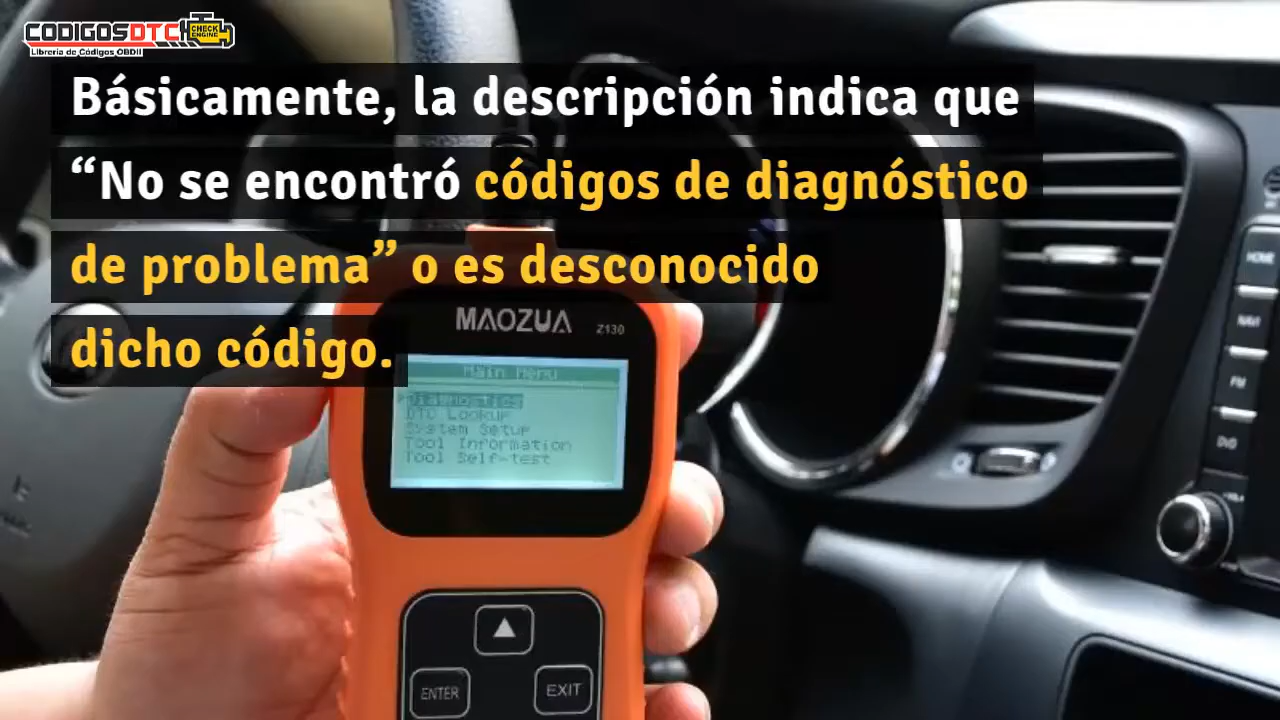 CODIGOSDTC
CHECK
ENGINE
Libreria de Códigos OBDII
Básicamente, la descripción indica que
“No se encontró códigos de diagnóstico
de problema” o es desconocido
dicho código.
MAOZUA Z130
Main Menu
Diagnostics
DTC Lookup
System Setup
Tool Information
Tool Self-test
ENTER
EXIT
HOME
NAVI
FM
DVD